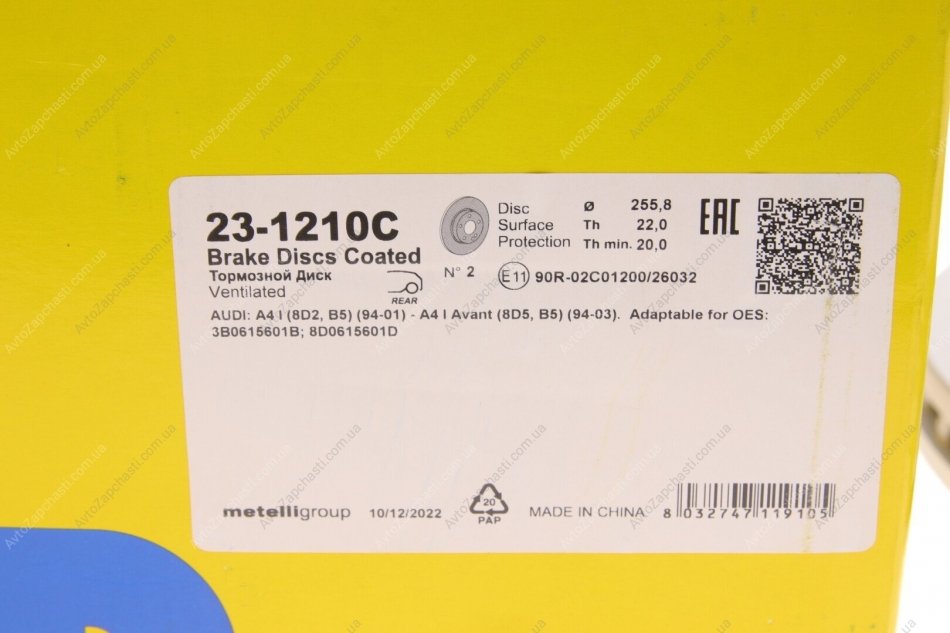 23-1210C
Brake Discs Coated
Тормозной Диск
Ventilated
REAR
N° 2
Disc Ø 255,8
Surface Th 22,0
Protection Th min. 20,0
EAC
E11 90R-02C01200/26032
AUDI: A4 I (8D2, B5) (94-01) - A4 I Avant (8D5, B5) (94-03). Adaptable for OES:
3B0615601B; 8D0615601D
metelligroup 10/12/2022
20
PAP
MADE IN CHINA
8 032747 119105
AvtoZapchasti.com.ua